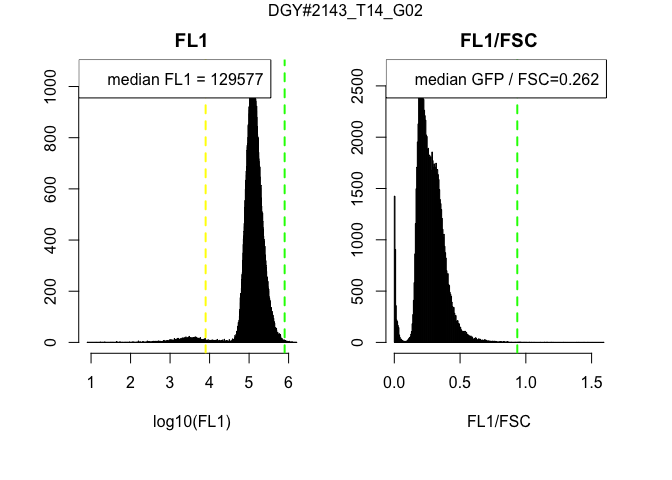 DGY#2143_T14_G02
FL1
median FL1 = 129577
0
200
400
600
800
1000
1 2 3 4 5 6
log10(FL1)
FL1/FSC
median GFP / FSC=0.262
0
500
1000
1500
2000
2500
0.0 0.5 1.0 1.5
FL1/FSC